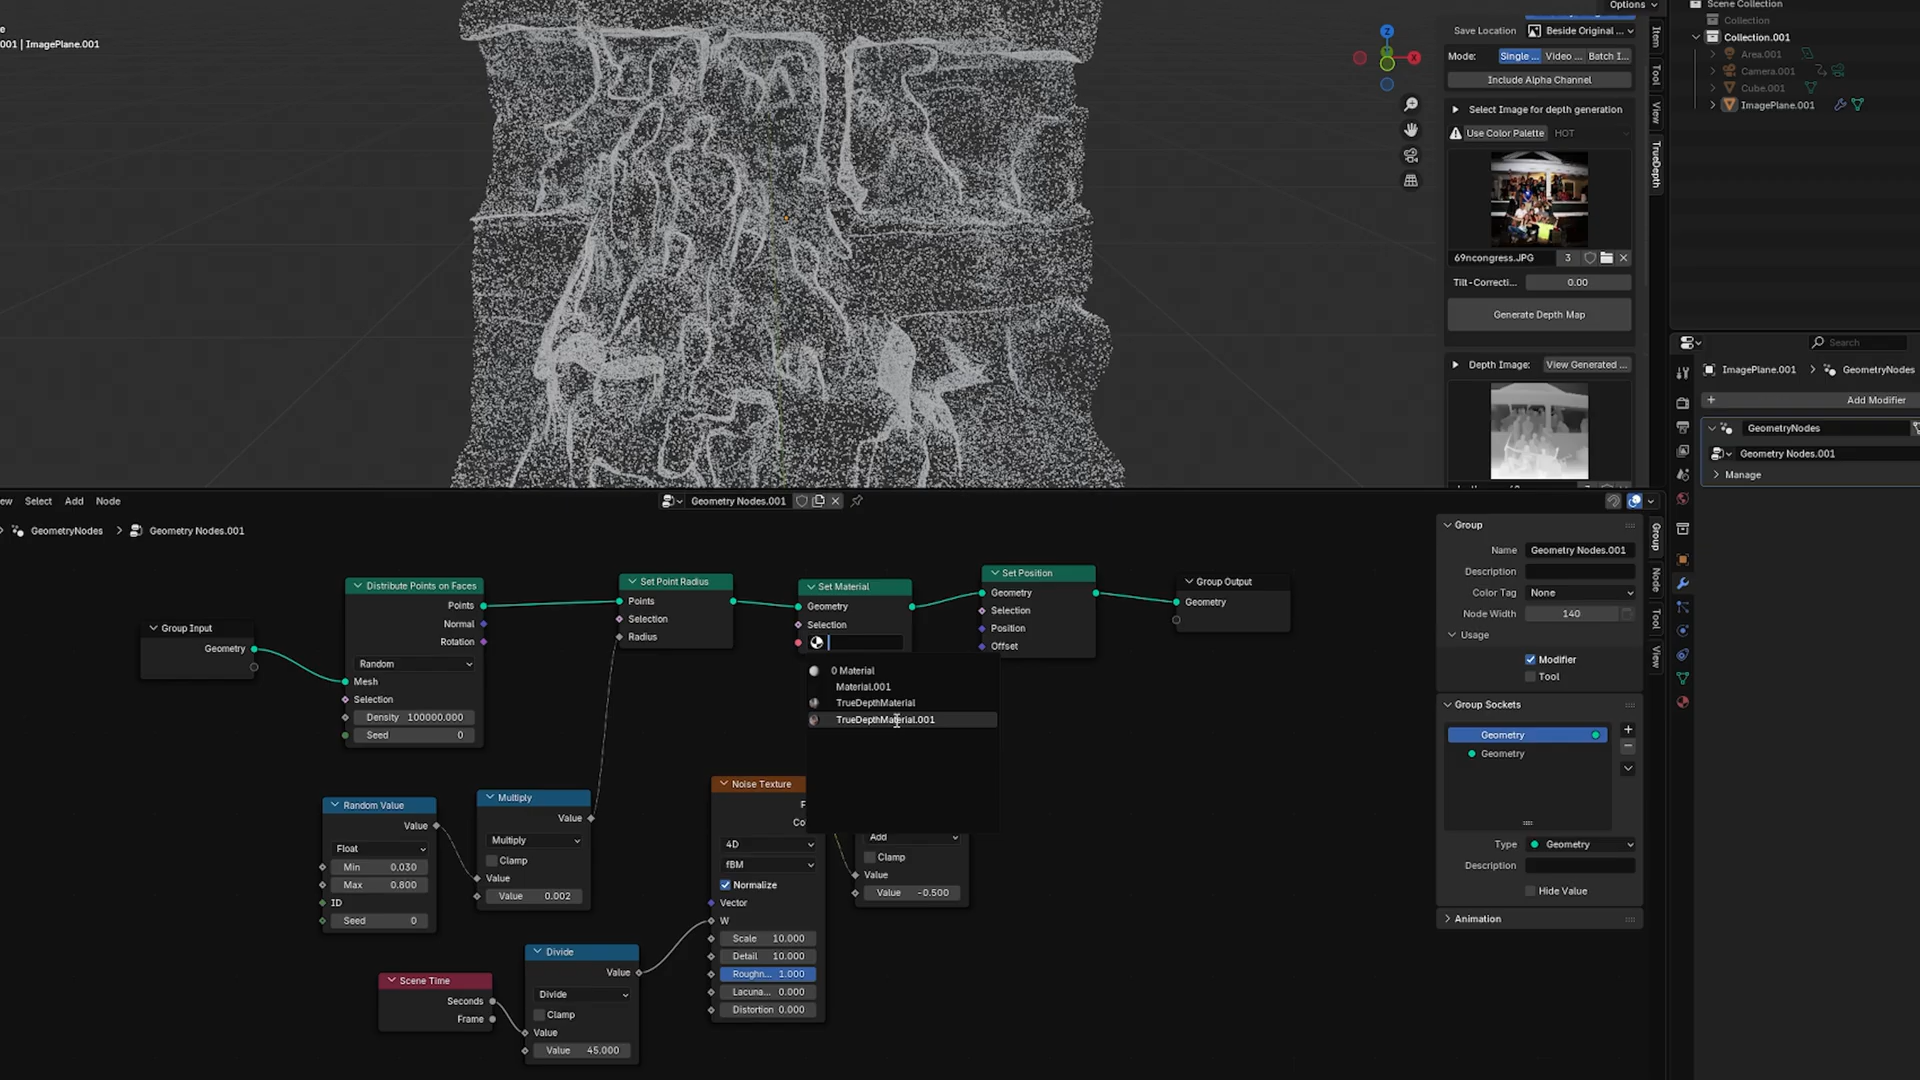 e
001 | ImagePlane.001
Options
Save Location
Beside Original ...
Mode:
Single ...
Video ...
Batch I...
Include Alpha Channel
Select Image for depth generation
Use Color Palette
HOT
69ncongress.JPG
3
Tilt-Correcti...
0.00
Generate Depth Map
Depth Image:
View Generated ...
Item
Tool
View
TrueDepth
Z
X
Scene Collection
Collection
Collection.001
Area.001
Camera.001
Cube.001
ImagePlane.001
Search
ImagePlane.001
GeometryNodes
Add Modifier
GeometryNodes
Geometry Nodes.001
Manage
ew
Select
Add
Node
Geometry Nodes.001
GeometryNodes
Geometry Nodes.001
Group Input
Geometry
Distribute Points on Faces
Points
Normal
Rotation
Random
Mesh
Selection
Density 100000.000
Seed 0
Set Point Radius
Points
Selection
Radius
Set Material
Geometry
Selection
0 Material
Material.001
TrueDepthMaterial
TrueDepthMaterial.001
Set Position
Geometry
Selection
Position
Offset
Group Output
Geometry
Random Value
Value
Float
Min 0.030
Max 0.800
ID
Seed 0
Multiply
Value
Multiply
Clamp
Value
Value 0.002
Noise Texture
F
Co
4D
fBM
Normalize
Vector
W
Scale 10.000
Detail 10.000
Roughn... 1.000
Lacuna... 0.000
Distortion 0.000
Add
Clamp
Value
Value -0.500
Scene Time
Seconds
Frame
Divide
Value
Divide
Clamp
Value
Value 45.000
Group
Name
Geometry Nodes.001
Description
Color Tag
None
Node Width
140
Usage
Modifier
Tool
Group Sockets
Geometry
Geometry
Type
Geometry
Description
Hide Value
Animation
Group
Node
Tool
View